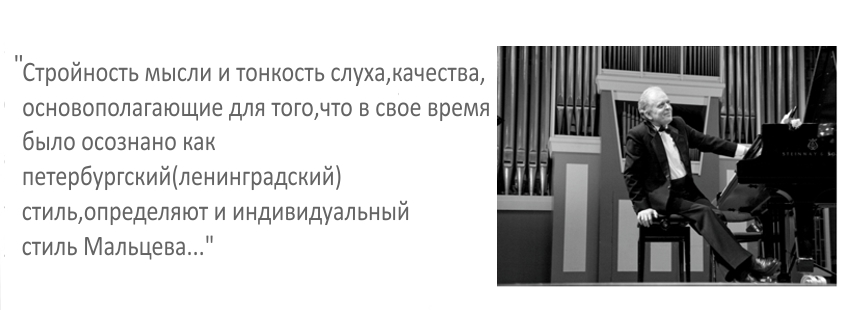 "Стройность мысли и тонкость слуха,качества,
основополагающие для того,что в свое время
было осознано как
петербургский(ленинградский)
стиль,определяют и индивидуальный
стиль Мальцева..."
STEINWAY &